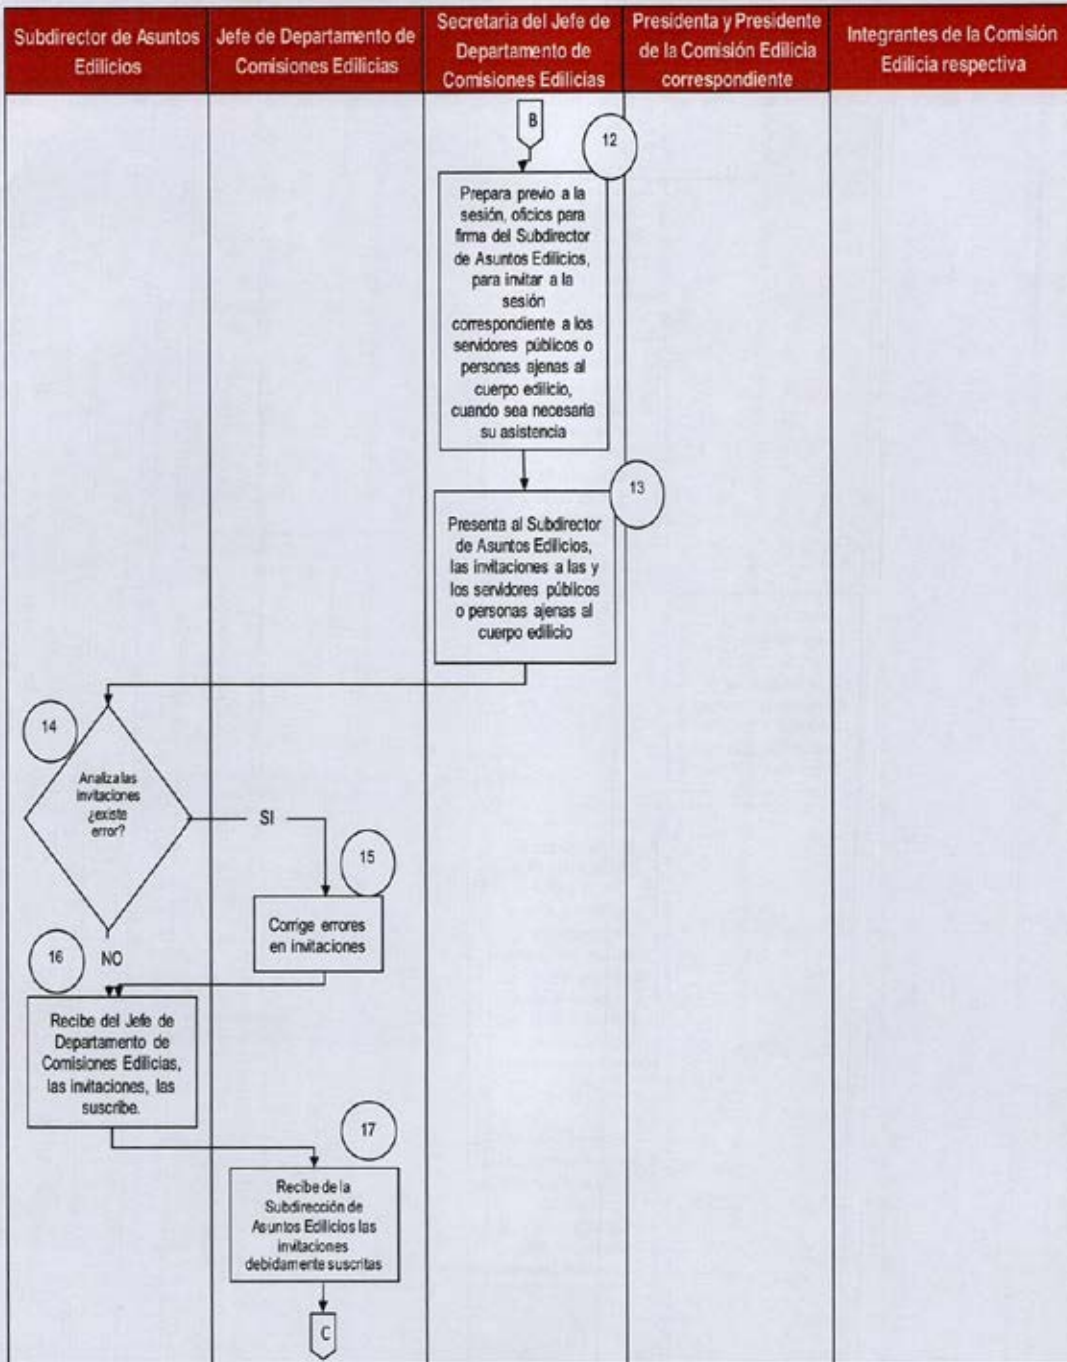 Subdirector de Asuntos
Edilicios
Jefe de Departamento de
Comisiones Edilicias
Secretaria del Jefe de
Departamento de
Comisiones Edilicias
Presidenta y Presidente
de la Comisión Edilicia
correspondiente
Integrantes de la Comisión
Edilicia respectiva
B
12
Prepara previo a la
sesión, oficios para
firma del Subdirector
de Asuntos Edilicios,
para invitar a la
sesión
correspondiente a los
servidores públicos o
personas ajenas al
cuerpo edilicio,
cuando sea necesaria
su asistencia
13
Presenta al Subdirector
de Asuntos Edilicios,
las invitaciones a las y
los servidores públicos
o personas ajenas al
cuerpo edilicio
14
Analiza las
invitaciones
¿existe
error?
SI
15
Corrige errores
en invitaciones
NO
16
Recibe del Jefe de
Departamento de
Comisiones Edilicias,
las invitaciones, las
suscribe.
17
Recibe de la
Subdirección de
Asuntos Edilicios las
invitaciones
debidamente suscritas
C